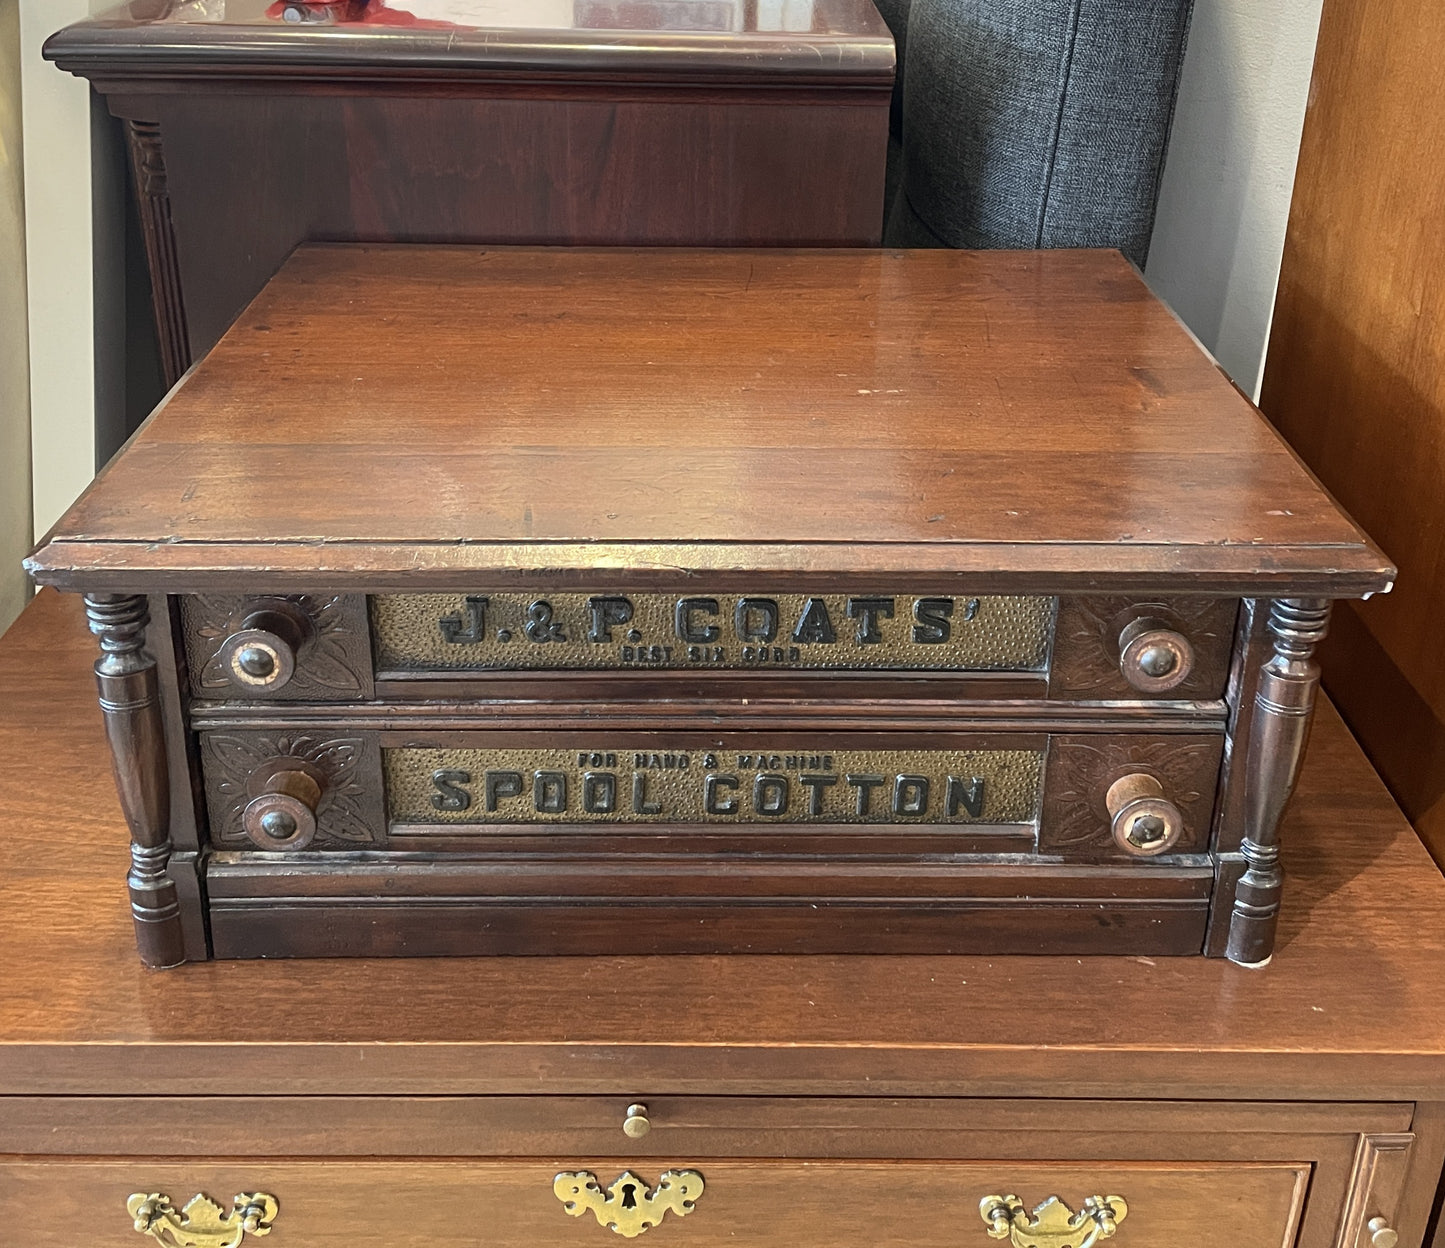 J. & P. COATS'
BEST SIX CORD
FOR HAND & MACHINE
SPOOL COTTON